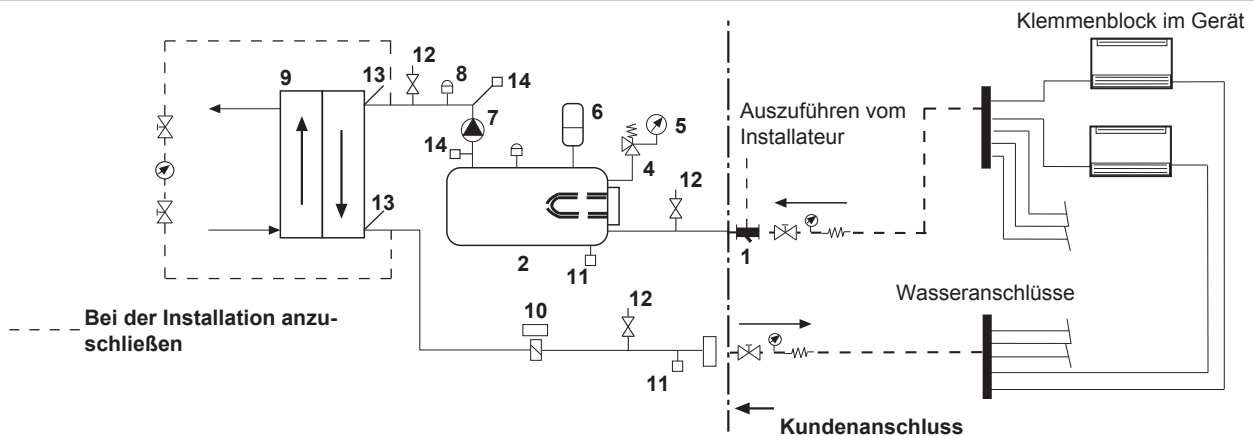 Klemmenblock im Gerät
12
9
13
8
14
6
5
7
Auszuführen vom
Installateur
14
4
12
13
2
11
1
10
12
Wasseranschlüsse
Bei der Installation anzu-
schließen
11
Kundenanschluss